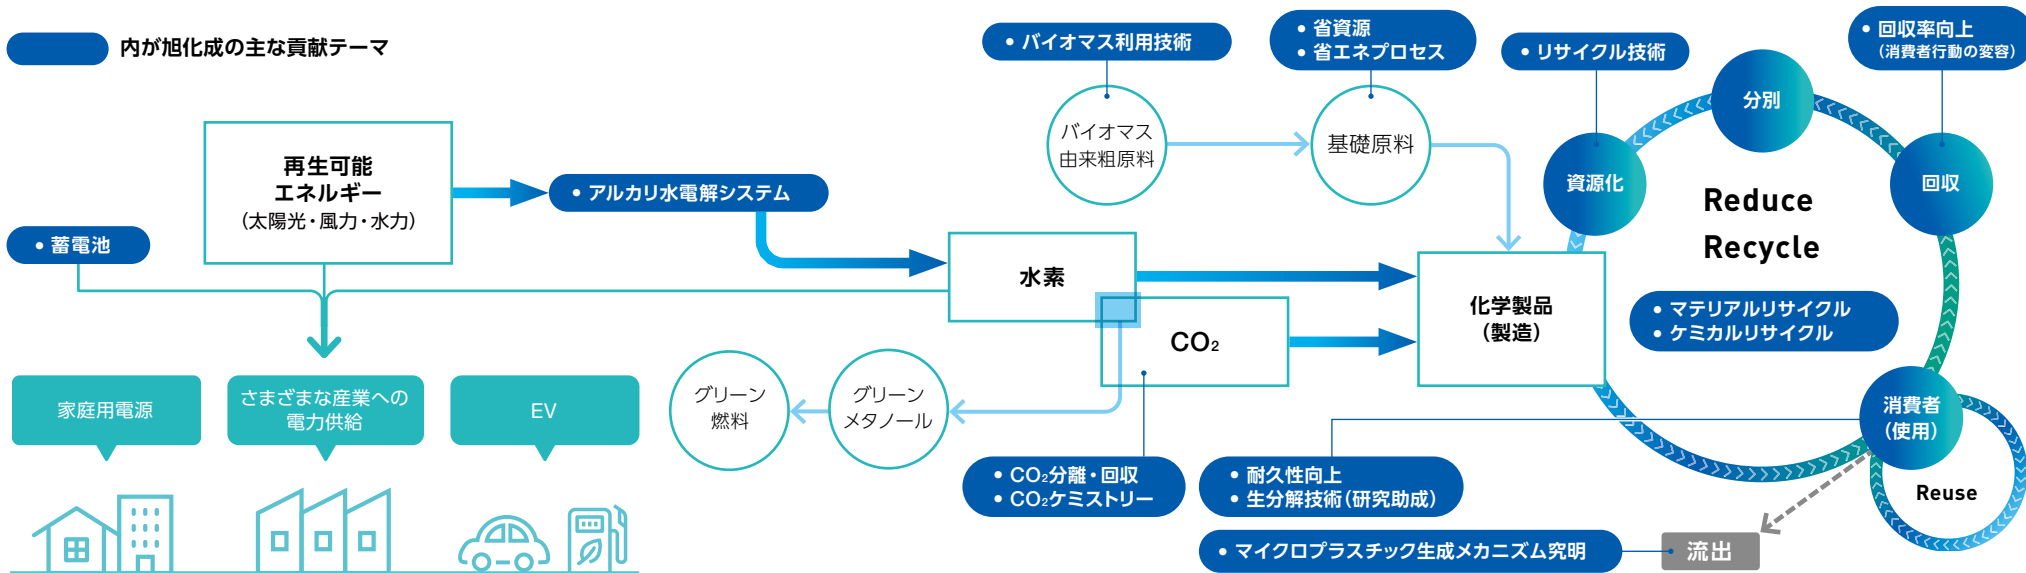 内が旭化成の主な貢献テーマ
再生可能
エネルギー
（太陽光・風力・水力）
• 蓄電池
• アルカリ水電解システム
水素
CO₂
家庭用電源
さまざまな産業への
電力供給
EV
グリーン
燃料
グリーン
メタノール
• バイオマス利用技術
バイオマス
由来粗原料
• 省資源
• 省エネプロセス
基礎原料
化学製品
（製造）
• CO₂分離・回収
• CO₂ケミストリー
• リサイクル技術
資源化
分別
• 回収率向上
（消費者行動の変容）
回収
Reduce
Recycle
• マテリアルリサイクル
• ケミカルリサイクル
消費者
（使用）
Reuse
• 耐久性向上
• 生分解技術（研究助成）
• マイクロプラスチック生成メカニズム究明
流出